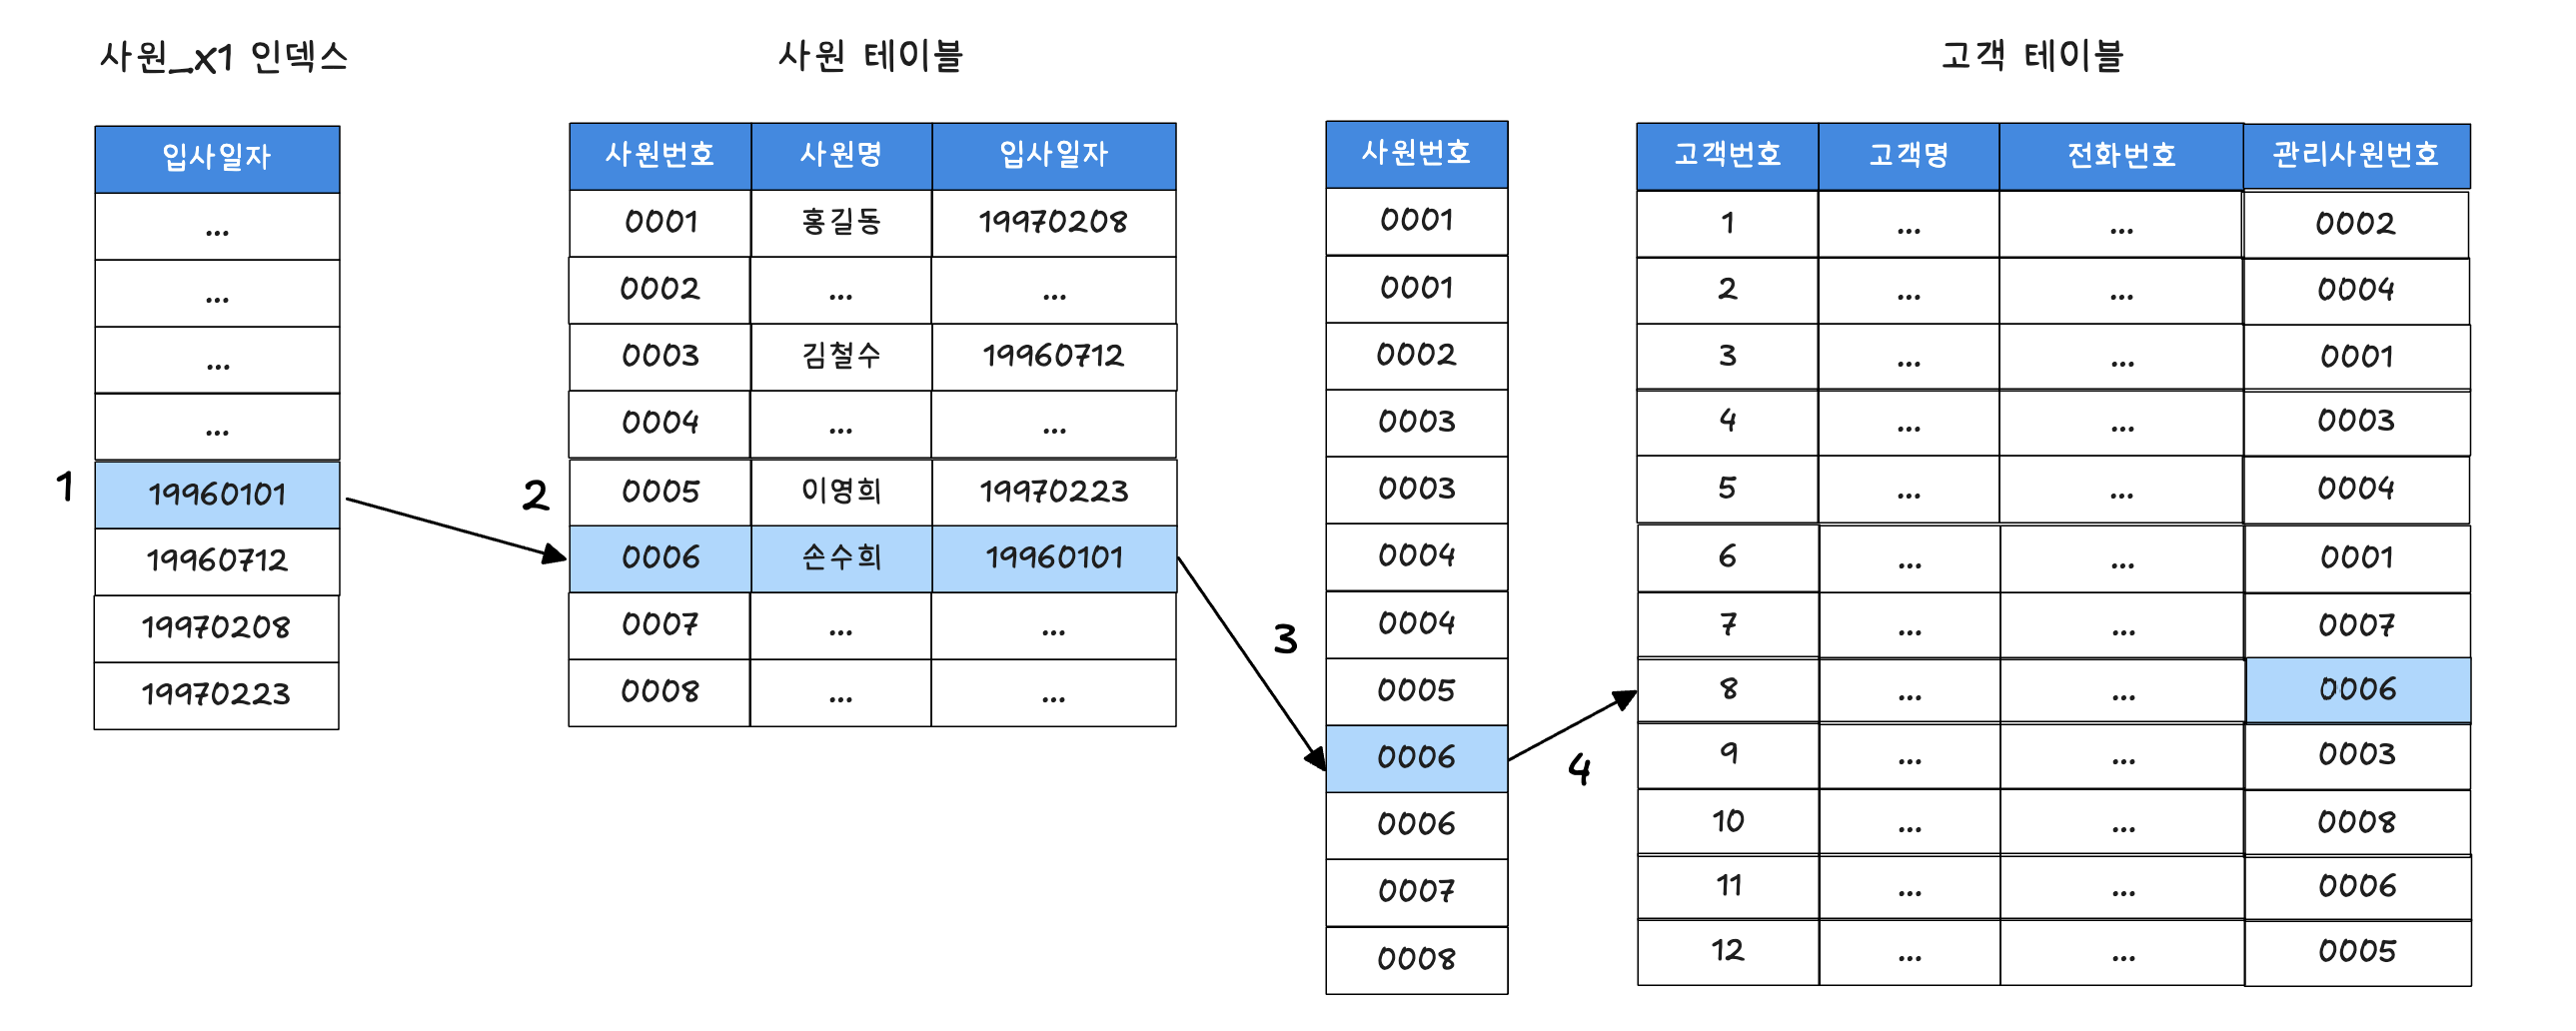 사원_X1 인덱스
입사일자
...
...
...
...
1
19960101
19960712
19970208
19970223
사원 테이블
사원번호 사원명 입사일자
0001 홍길동 19970208
0002 ... ...
0003 김철수 19960712
0004 ... ...
2
0005 이영희 19970223
0006 손수희 19960101
0007 ... ...
0008 ... ...
3
사원번호
0001
0001
0002
0003
0003
0004
0004
0005
0006
0006
0007
0008
4
고객 테이블
고객번호 고객명 전화번호 관리사원번호
1 ... ... 0002
2 ... ... 0004
3 ... ... 0001
4 ... ... 0003
5 ... ... 0004
6 ... ... 0001
7 ... ... 0007
8 ... ... 0006
9 ... ... 0003
10 ... ... 0008
11 ... ... 0006
12 ... ... 0005